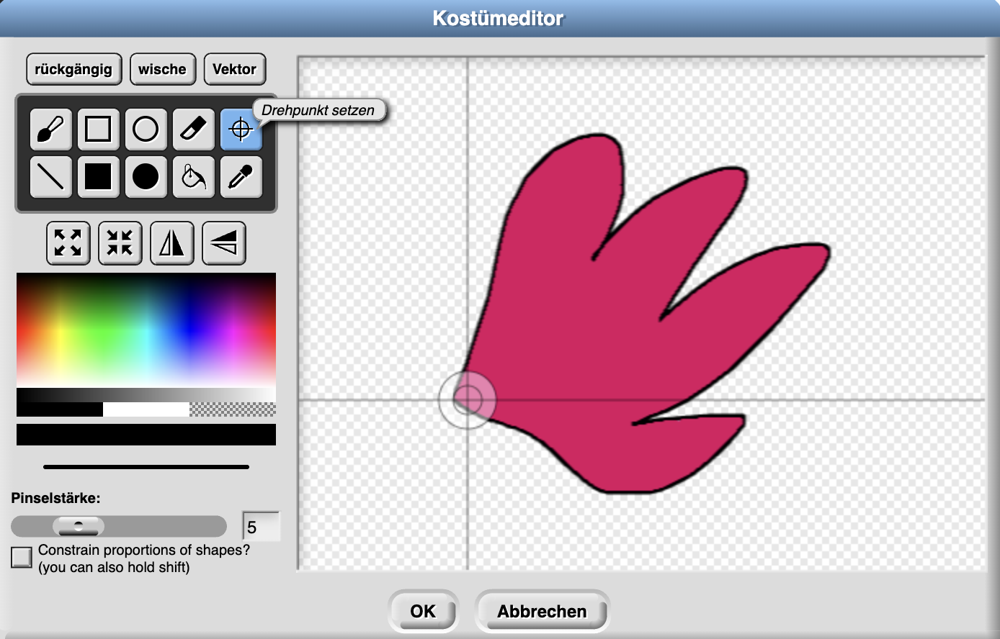 Kostümeditor
rückgängig
wische
Vektor
Drehpunkt setzen
Pinselstärke:
5
Constrain proportions of shapes?
(you can also hold shift)
OK
Abbrechen